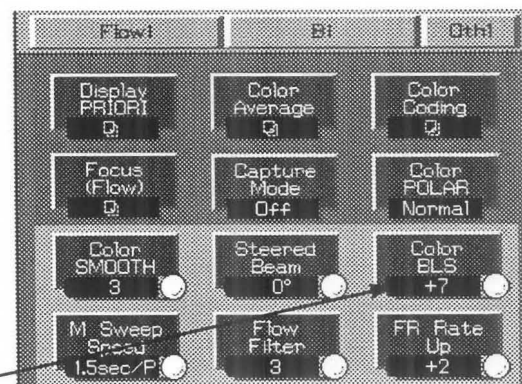 Flow1 B1 Oth1
Display Color Color
PRIORI Average Coding
Focus Capture Color
(Flow) Mode POLAR
Off Normal
Color Steered Color
SMOOTH Beam BLS
3 0° +7
M Sweep Flow FR Rate
Speed Filter Up
1.5sec/P 3 +2